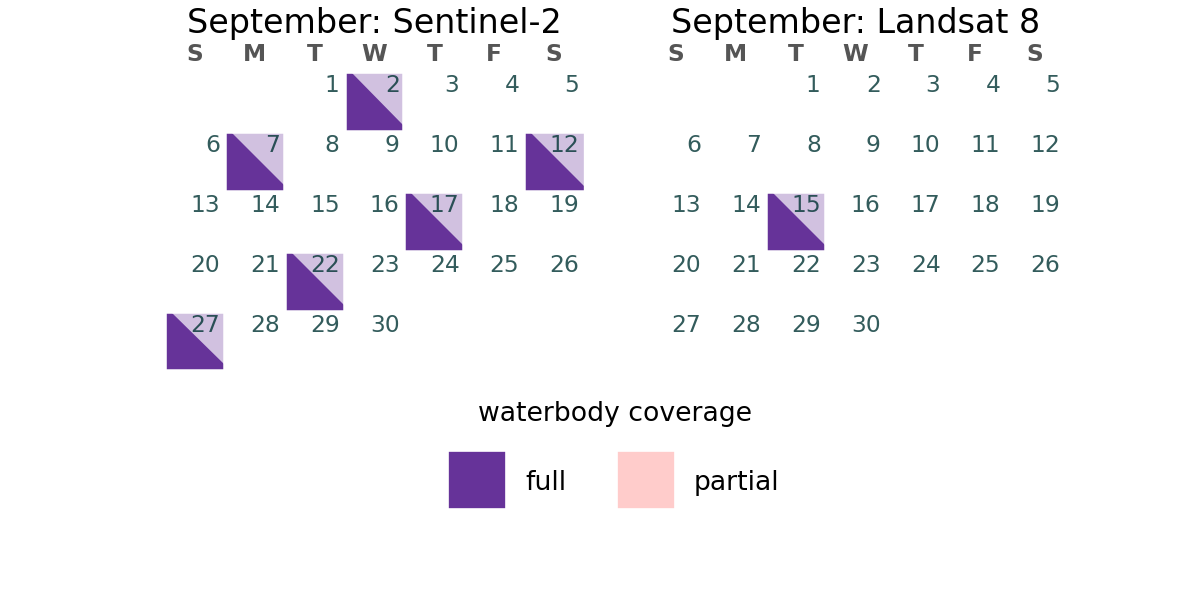 September: Sentinel-2
S M T W T F S
1 2 3 4 5
6 7 8 9 10 11 12
13 14 15 16 17 18 19
20 21 22 23 24 25 26
27 28 29 30
September: Landsat 8
S M T W T F S
1 2 3 4 5
6 7 8 9 10 11 12
13 14 15 16 17 18 19
20 21 22 23 24 25 26
27 28 29 30
waterbody coverage
full partial